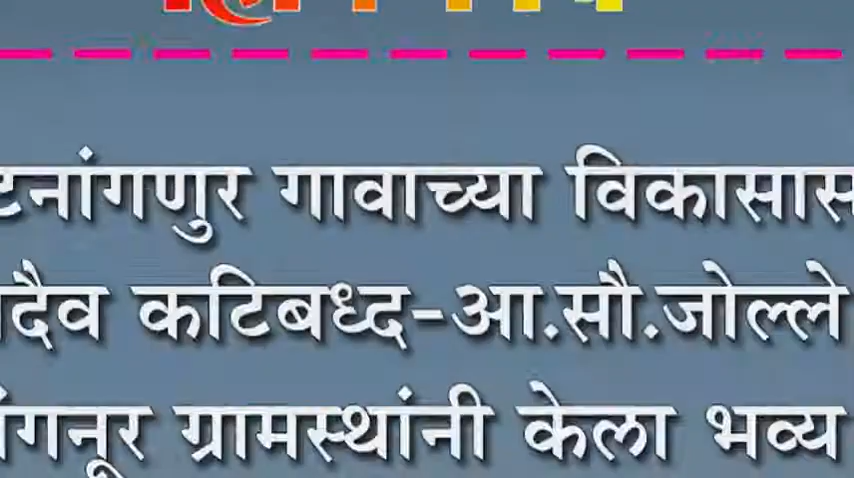 टनांगणुर गावाच्या विकासास
दैव कटिबध्द-आ.सौ.जोल्ले
ंगनूर ग्रामस्थांनी केला भव्य